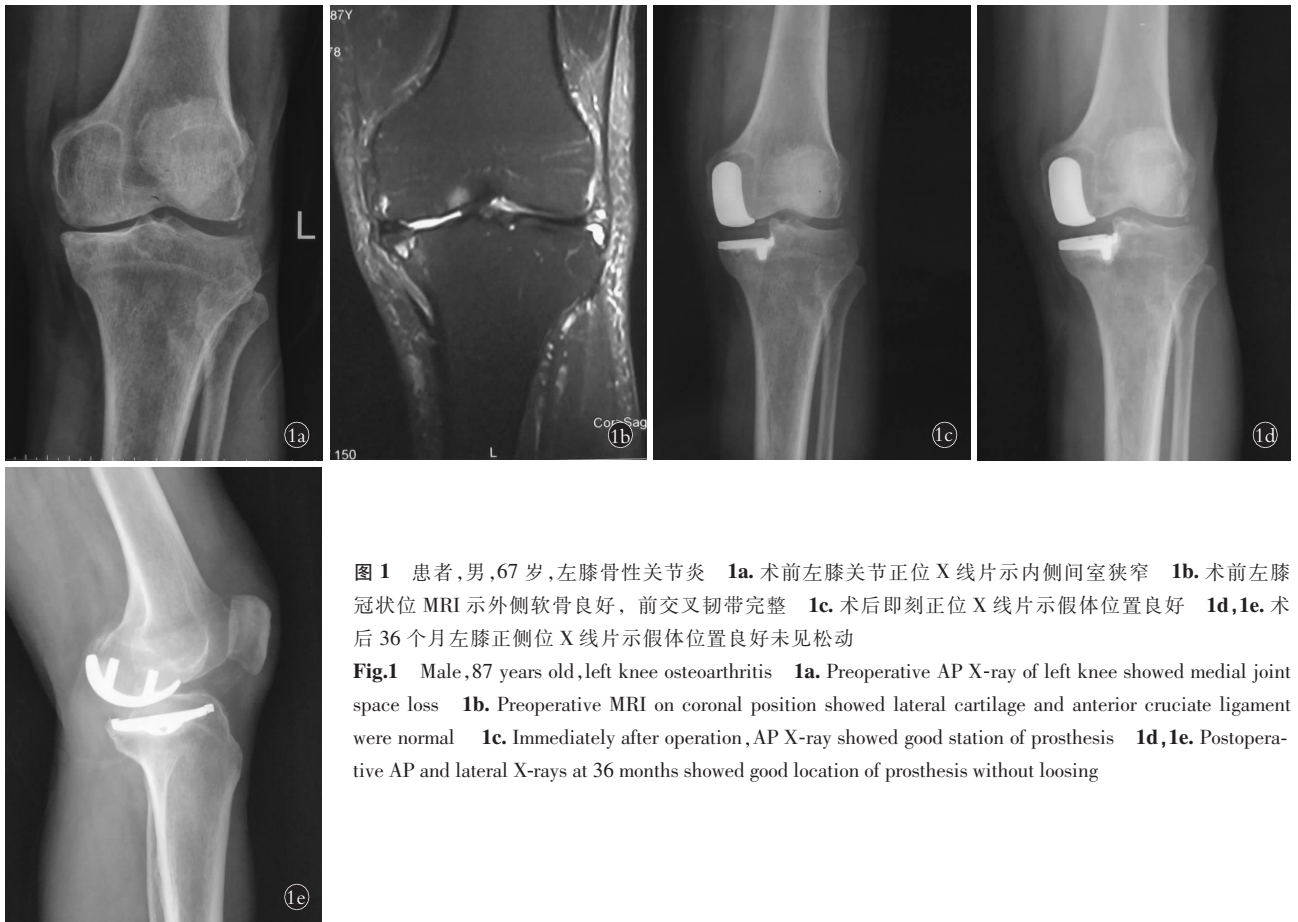 87Y
78
L
1a
Cor
Sag
150
L
1b
1c
1d
1e
图 1 患者,男,67 岁,左膝骨性关节炎 1a. 术前左膝关节正位 X 线片示内侧间室狭窄 1b. 术前左膝
冠状位 MRI 示外侧软骨良好, 前交叉韧带完整 1c. 术后即刻正位 X 线片示假体位置良好 1d,1e. 术
后 36 个月左膝正侧位 X 线片示假体位置良好未见松动
Fig.1 Male,87 years old,left knee osteoarthritis 1a. Preoperative AP X-ray of left knee showed medial joint
space loss 1b. Preoperative MRI on coronal position showed lateral cartilage and anterior cruciate ligament
were normal 1c. Immediately after operation,AP X-ray showed good station of prosthesis 1d,1e. Postopera-
tive AP and lateral X-rays at 36 months showed good location of prosthesis without loosing